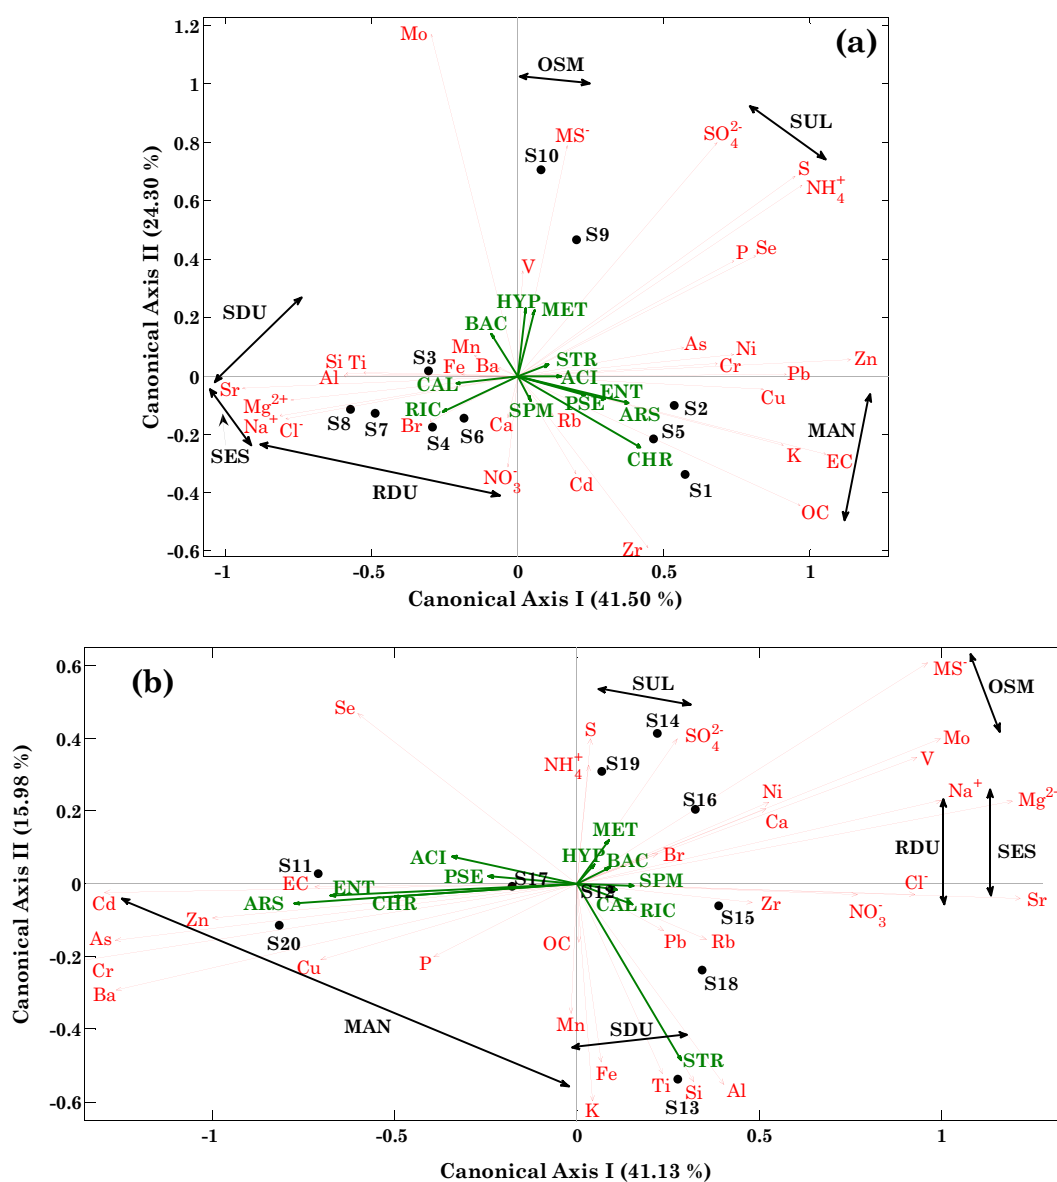 (a)
1.2
1
0.8
0.6
0.4
0.2
0
-0.2
-0.4
-0.6
Canonical Axis II (24.30 %)
Mo
OSM
SUL
MS⁻
SO₄²⁻
S10
S
NH₄⁺
S9
P Se
V
SDU
HYP MET
BAC
Mn
As Ni
Si Ti S3
Fe Ba
STR
Cr Zn
Al
CAL
ACI
Pb
Sr
ENT
Cu
Mg²⁺
RIC
SPM PSE
ARS
S2
Na⁺ Cl⁻
S8 S7
Br S4 S6
Ca
Rb
S5
MAN
SES
CHR
K EC
RDU
NO₃⁻
Cd
S1
OC
Zr
-1 -0.5 0 0.5 1
Canonical Axis I (41.50 %)
(b)
0.6
0.4
0.2
0
-0.2
-0.4
-0.6
Canonical Axis II (15.98 %)
MS⁻
SUL
OSM
Se
S14
S
SO₄²⁻
Mo
NH₄⁺ S19
V
Ni
Na⁺ Mg²⁻
S16
Ca
MET
RDU SES
ACI
HYP BAC
Br
S11
PSE S17
SPM
EC ENT
S12
Cl⁻
Cd ARS CHR
CAL RIC
Zr
NO₃⁻ Sr
Zn
S15
As S20
OC
Pb Rb
Cr Cu P
S18
Ba
MAN
Mn SDU
STR
Fe
Ti Si Al
K S13
-1 -0.5 0 0.5 1
Canonical Axis I (41.13 %)